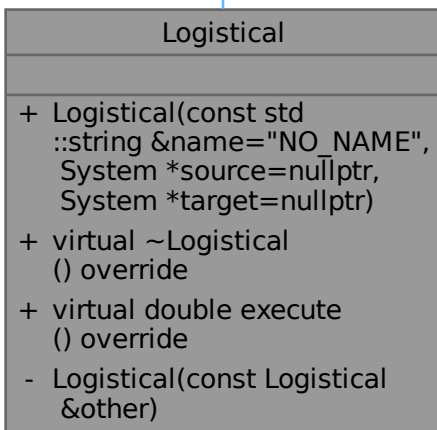 Logistical
+ Logistical(const std
::string &name="NO_NAME",
System *source=nullptr,
System *target=nullptr)
+ virtual ~Logistical
() override
+ virtual double execute
() override
- Logistical(const Logistical
&other)